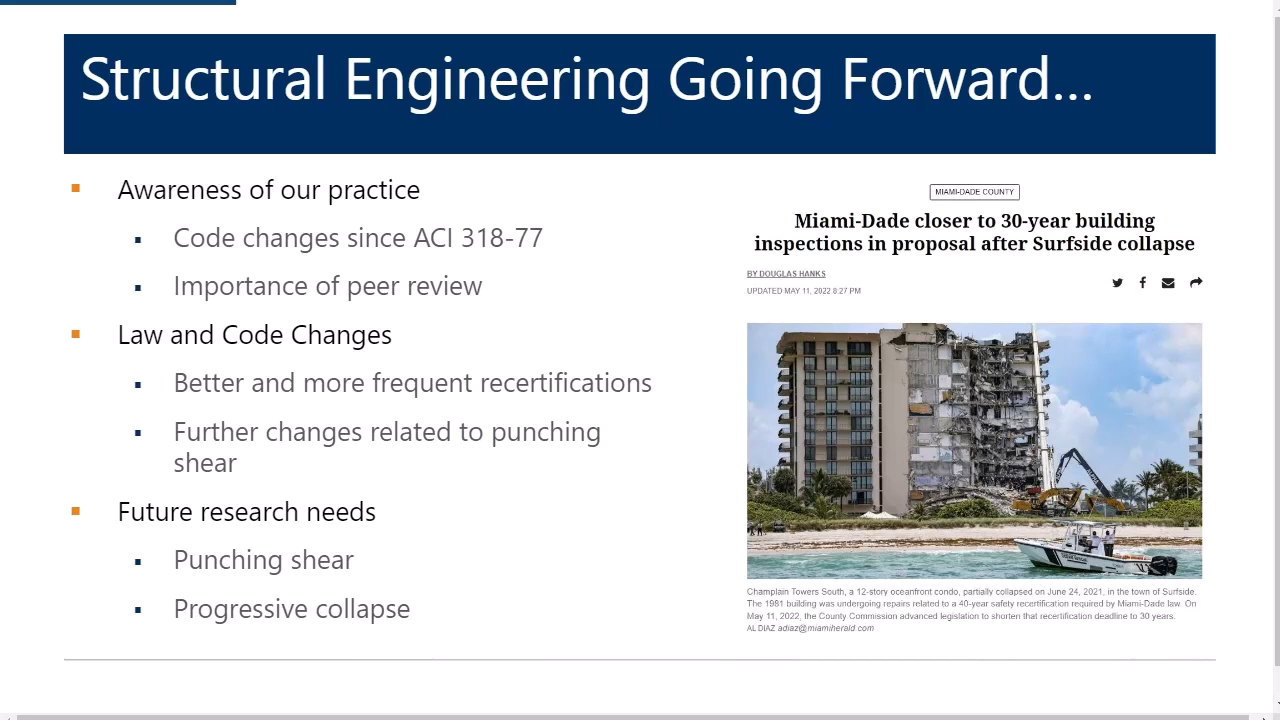 Structural Engineering Going Forward...
Awareness of our practice
Code changes since ACI 318-77
Importance of peer review
Law and Code Changes
Better and more frequent recertifications
Further changes related to punching
shear
Future research needs
Punching shear
Progressive collapse
MIAMI-DADE COUNTY
Miami-Dade closer to 30-year building
inspections in proposal after Surfside collapse
BY DOUGLAS HANKS
UPDATED MAY 11, 2022 8:27 PM
Champlain Towers South, a 12-story oceanfront condo, partially collapsed on June 24, 2021, in the town of Surfside.
The 1981 building was undergoing repairs related to a 40-year safety recertification required by Miami-Dade law. On
May 11, 2022, the County Commission advanced legislation to shorten that recertification deadline to 30 years.
AL DIAZ adiaz@miamiherald.com